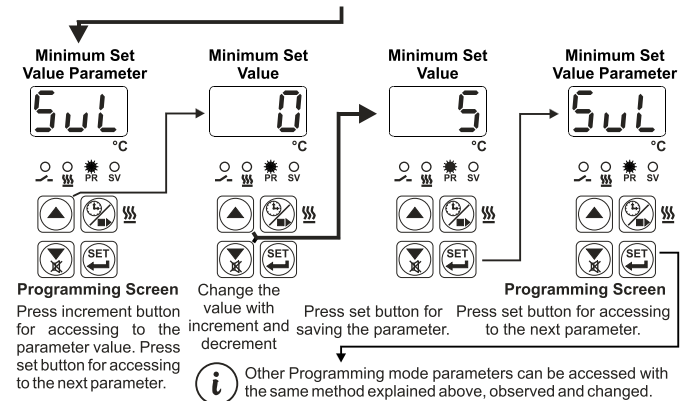 Minimum Set
Value Parameter
SuL
°C
PR SV
SET
Programming Screen
Press increment button
for accessing to the
parameter value. Press
set button for accessing
to the next parameter.
Minimum Set
Value
0
°C
PR SV
SET
Change the
value with
increment and
decrement
Minimum Set
Value
5
°C
PR SV
SET
Press set button for
saving the parameter.
Minimum Set
Value Parameter
SuL
°C
PR SV
SET
Programming Screen
Press set button for accessing
to the next parameter.
i
Other Programming mode parameters can be accessed with
the same method explained above, observed and changed.